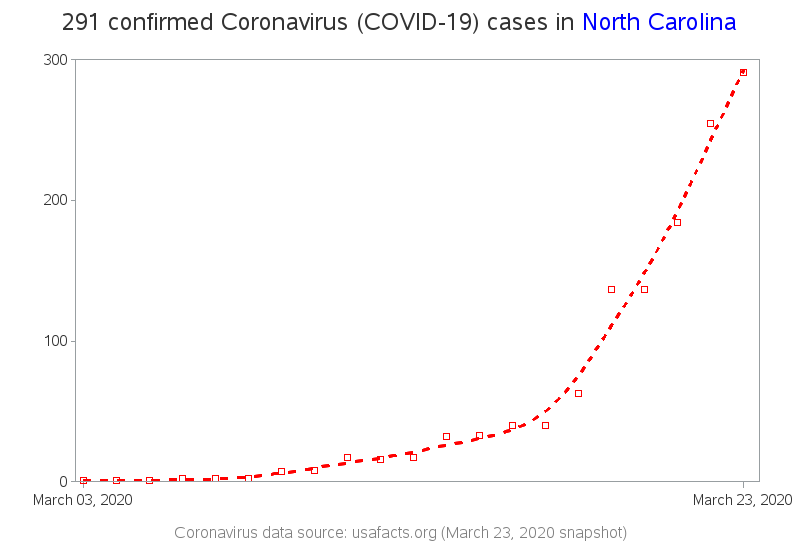 291 confirmed Coronavirus (COVID-19) cases in North Carolina
300
200
100
0
March 03, 2020 March 23, 2020
Coronavirus data source: usafacts.org (March 23, 2020 snapshot)